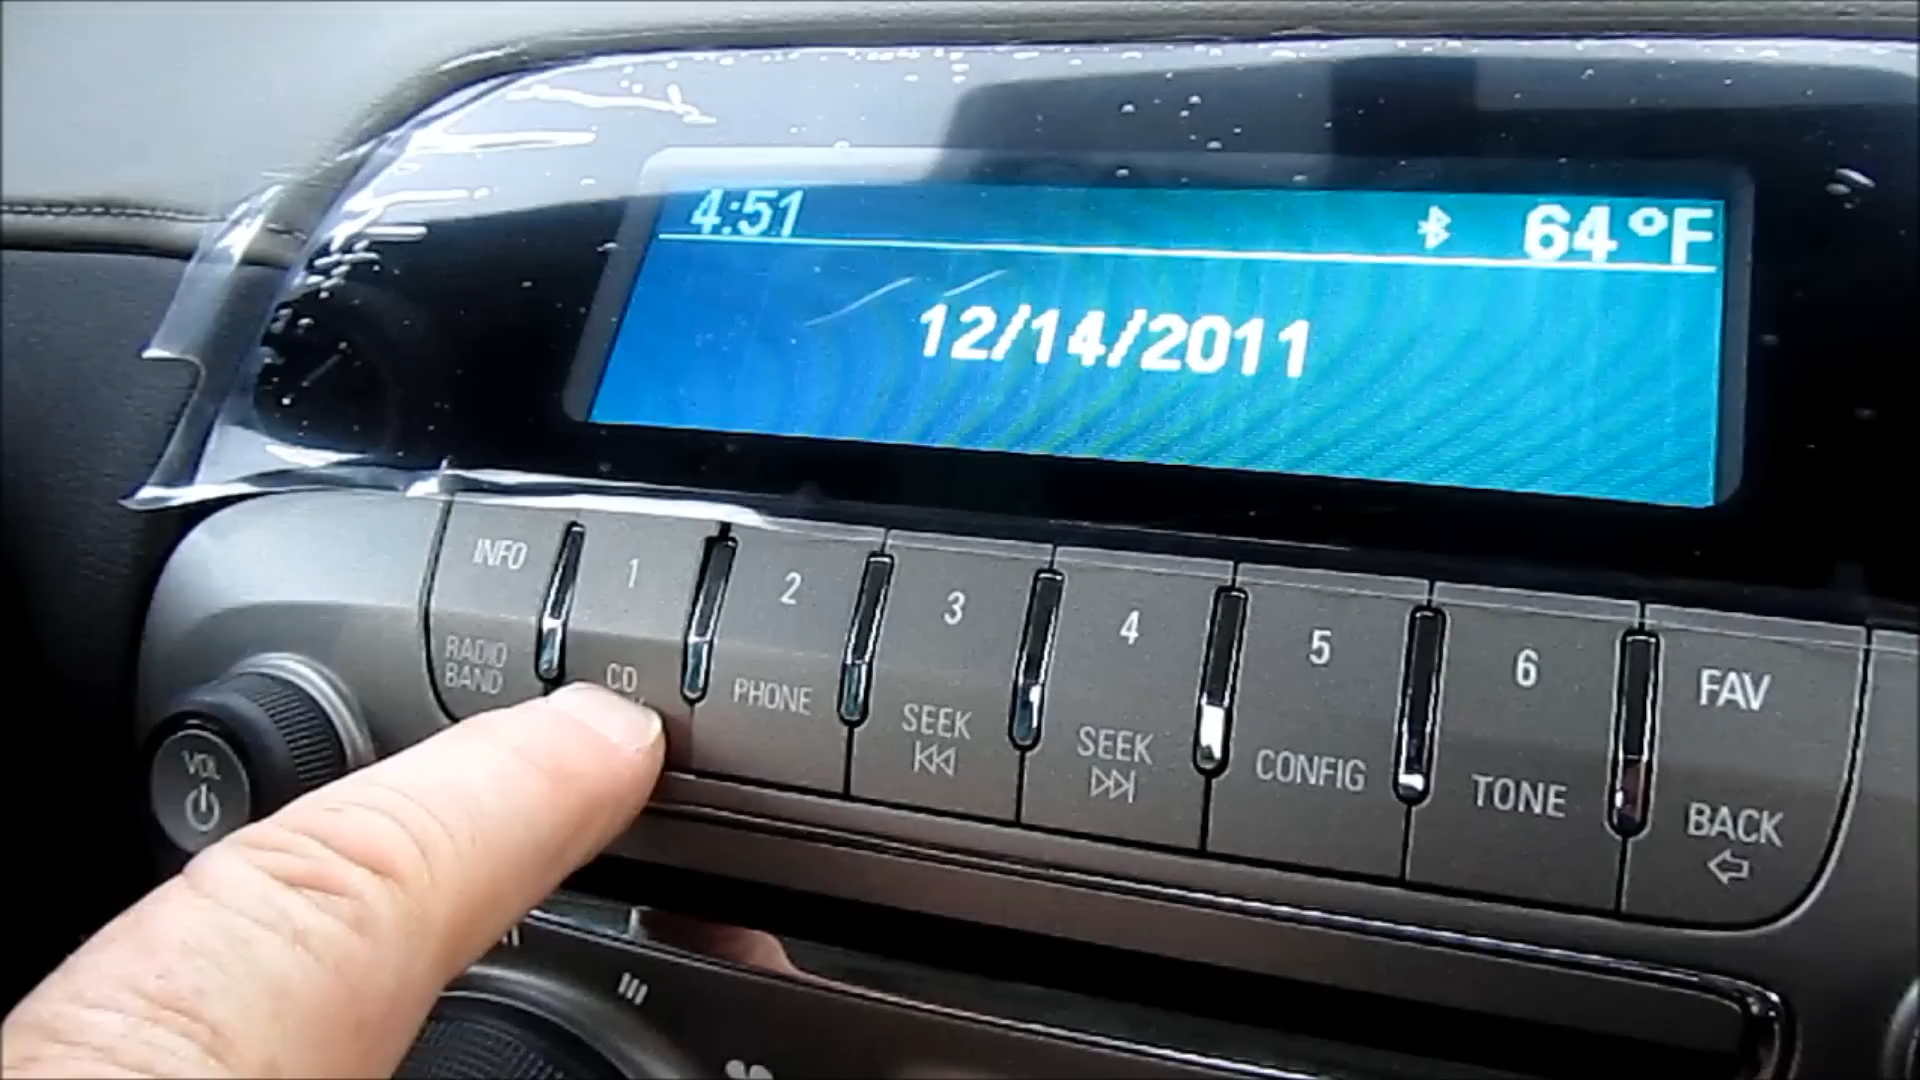 4:51 64°F
12/14/2011
INFO 1 2 3 4 5 6 FAV
RADIO
BAND
CD
PHONE
SEEK
SEEK
CONFIG
TONE
BACK
VOL